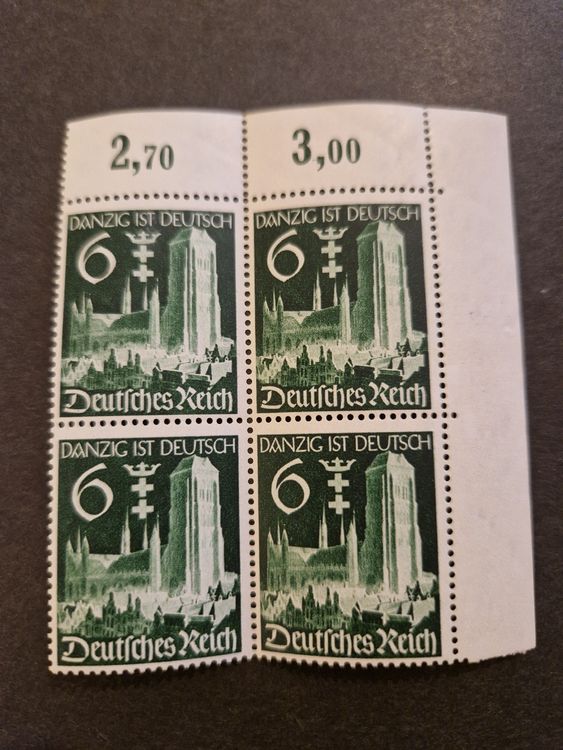 2,70 3,00
DANZIG IST DEUTSCH DANZIG IST DEUTSCH
6 6
Deutſches Reich Deutſches Reich
DANZIG IST DEUTSCH DANZIG IST DEUTSCH
6 6
Deutſches Reich Deutſches Reich